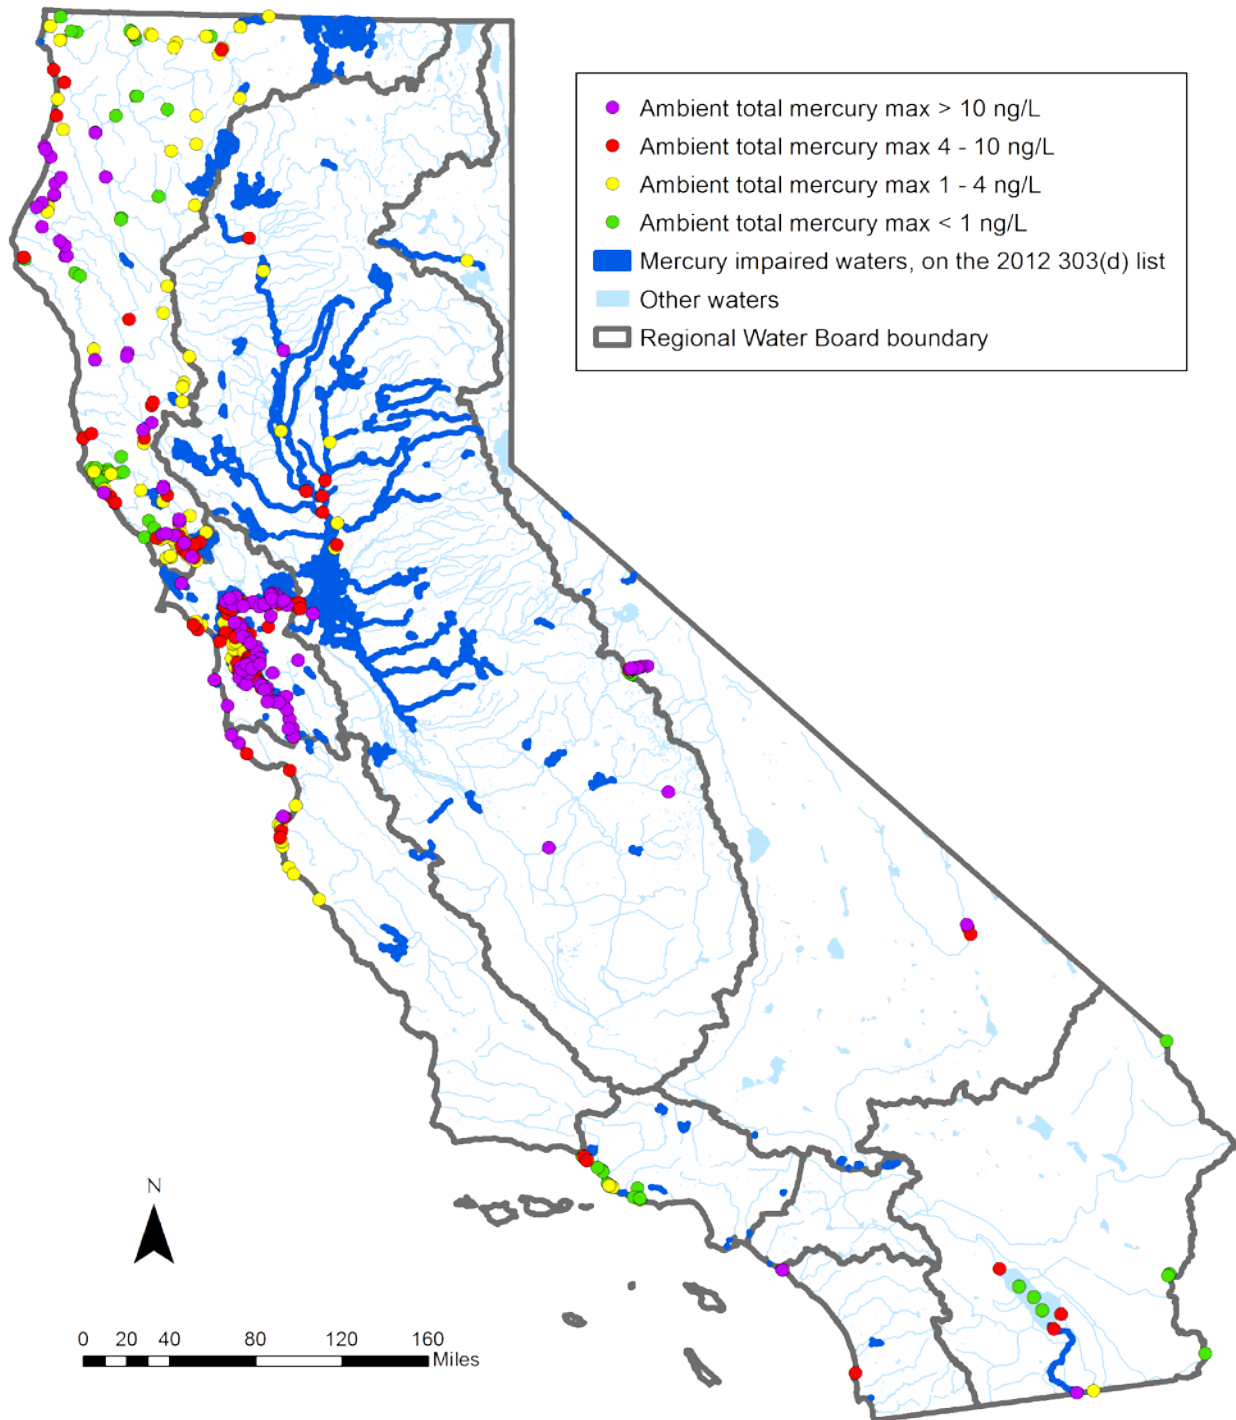 Ambient total mercury max > 10 ng/L
Ambient total mercury max 4 - 10 ng/L
Ambient total mercury max 1 - 4 ng/L
Ambient total mercury max < 1 ng/L
Mercury impaired waters, on the 2012 303(d) list
Other waters
Regional Water Board boundary
N
0 20 40 80 120 160
Miles